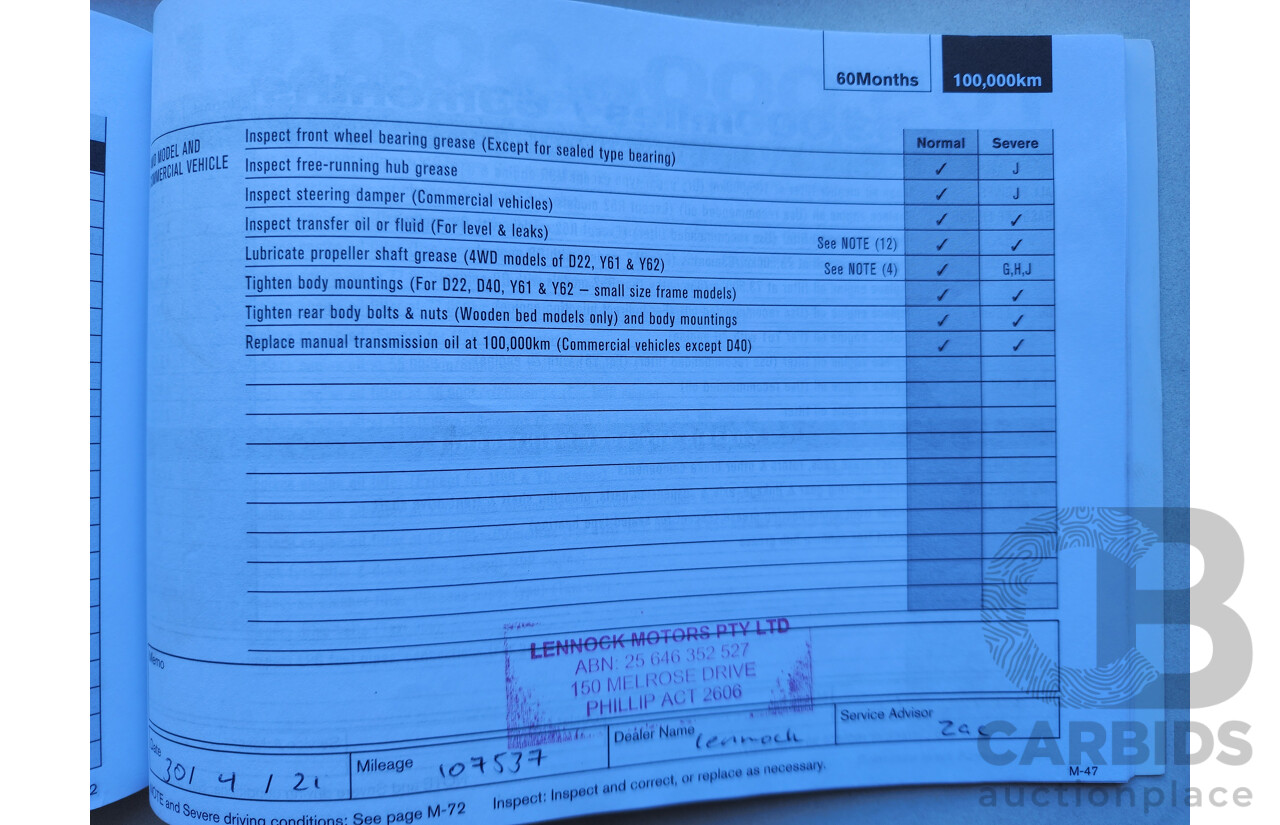 60Months 100,000km
Normal Severe
MODEL AND
COMMERCIAL VEHICLE
Inspect front wheel bearing grease (Except for sealed type bearing) ✓ J
Inspect free-running hub grease ✓ J
Inspect steering damper (Commercial vehicles) ✓ ✓
Inspect transfer oil or fluid (For level & leaks) See NOTE (12) ✓ ✓
Lubricate propeller shaft grease (4WD models of D22, Y61 & Y62) See NOTE (4) ✓ G,H,J
Tighten body mountings (For D22, D40, Y61 & Y62 – small size frame models) ✓ ✓
Tighten rear body bolts & nuts (Wooden bed models only) and body mountings ✓ ✓
Replace manual transmission oil at 100,000km (Commercial vehicles except D40) ✓ ✓
Memo
LENNOCK MOTORS PTY LTD
ABN: 25 646 352 527
150 MELROSE DRIVE
PHILLIP ACT 2606
Date 30/ 4 / 21
Mileage 107537
Dealer Name Lennock
Service Advisor Zac
NOTE and Severe driving conditions: See page M-72
Inspect: Inspect and correct, or replace as necessary.
M-47
2
CB
CARBIDS
auctionplace